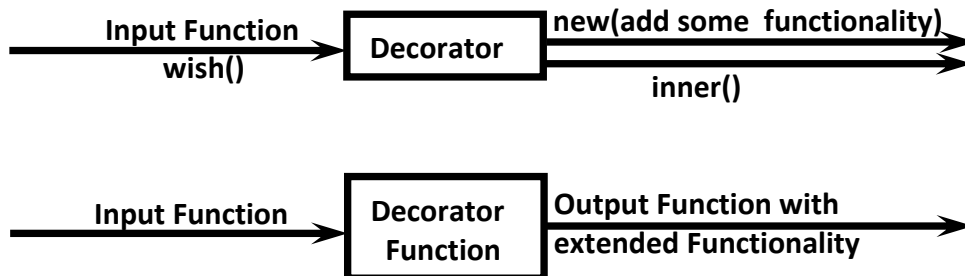 Input Function
wish()
Decorator
new(add some functionality)
inner()
Input Function
Decorator
Function
Output Function with
extended Functionality